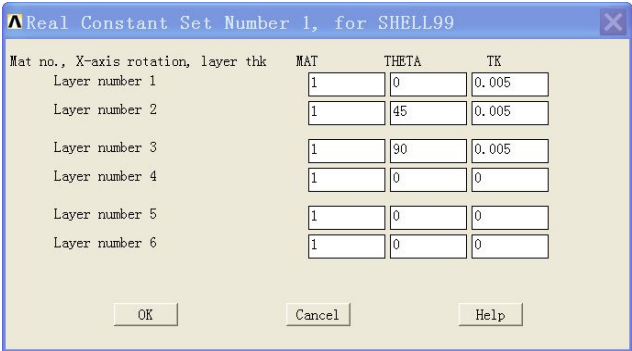 Real Constant Set Number 1, for SHELL99
Mat no., X-axis rotation, layer thk MAT THETA TK
Layer number 1 1 0 0.005
Layer number 2 1 45 0.005
Layer number 3 1 90 0.005
Layer number 4 1 0 0
Layer number 5 1 0 0
Layer number 6 1 0 0
OK Cancel Help